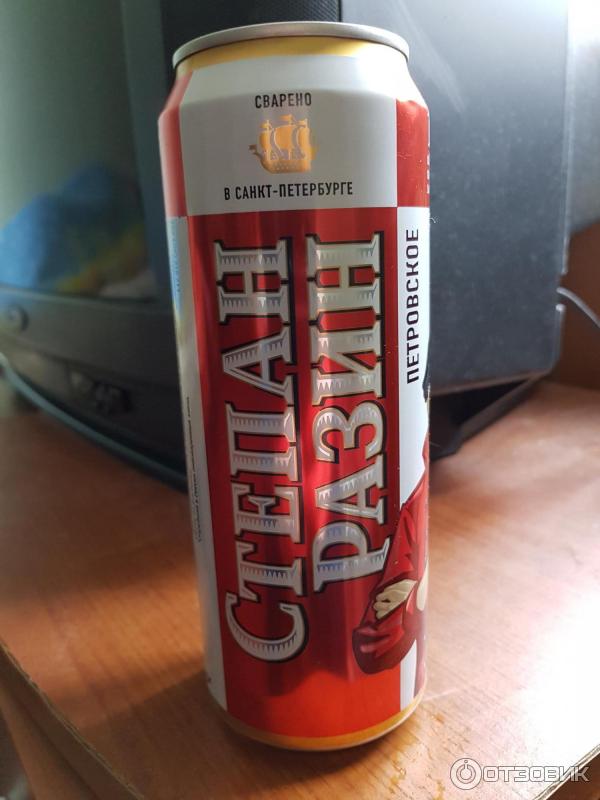 СВАРЕНО
В САНКТ-ПЕТЕРБУРГЕ
СТЕПАН
РАЗИН
ПЕТРОВСКОЕ
ОТЗОВИК